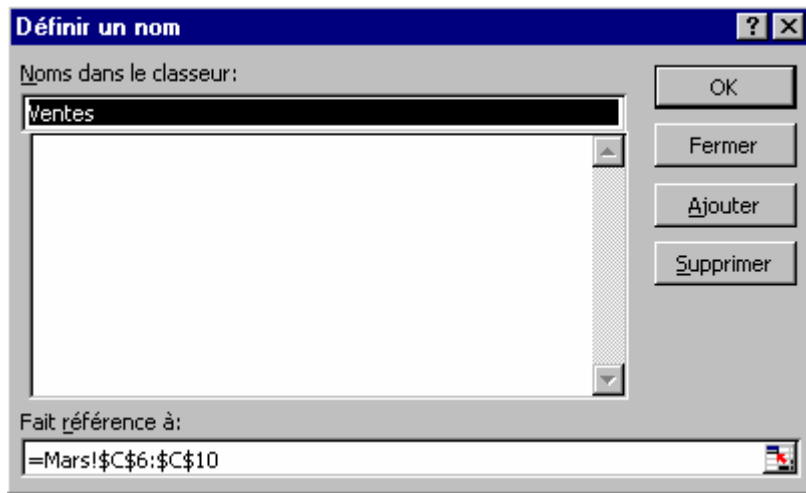 Définir un nom
Noms dans le classeur:
Ventes
OK
Fermer
Ajouter
Supprimer
Fait référence à:
=Mars!$C$6:$C$10